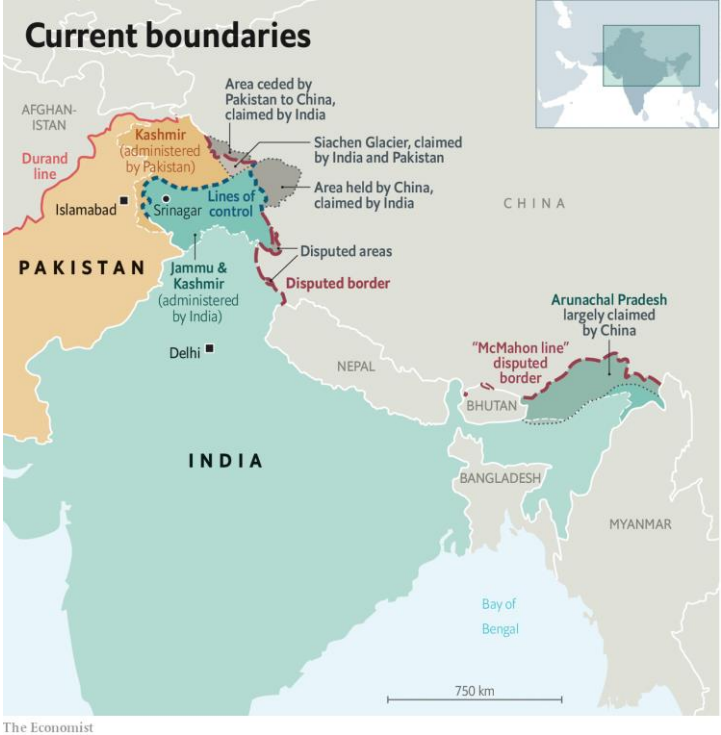 Current boundaries
Area ceded by
Pakistan to China,
claimed by India
AFGHAN-
ISTAN
Kashmir
(administered
by Pakistan)
Siachen Glacier, claimed
by India and Pakistan
Durand
line
Area held by China,
claimed by India
Islamabad
Srinagar
Lines of
control
CHINA
PAKISTAN
Jammu &
Kashmir
(administered
by India)
Disputed areas
Disputed border
Arunachal Pradesh
largely claimed
by China
Delhi
"McMahon line"
disputed
border
NEPAL
BHUTAN
INDIA
BANGLADESH
MYANMAR
Bay of
Bengal
750 km
The Economist